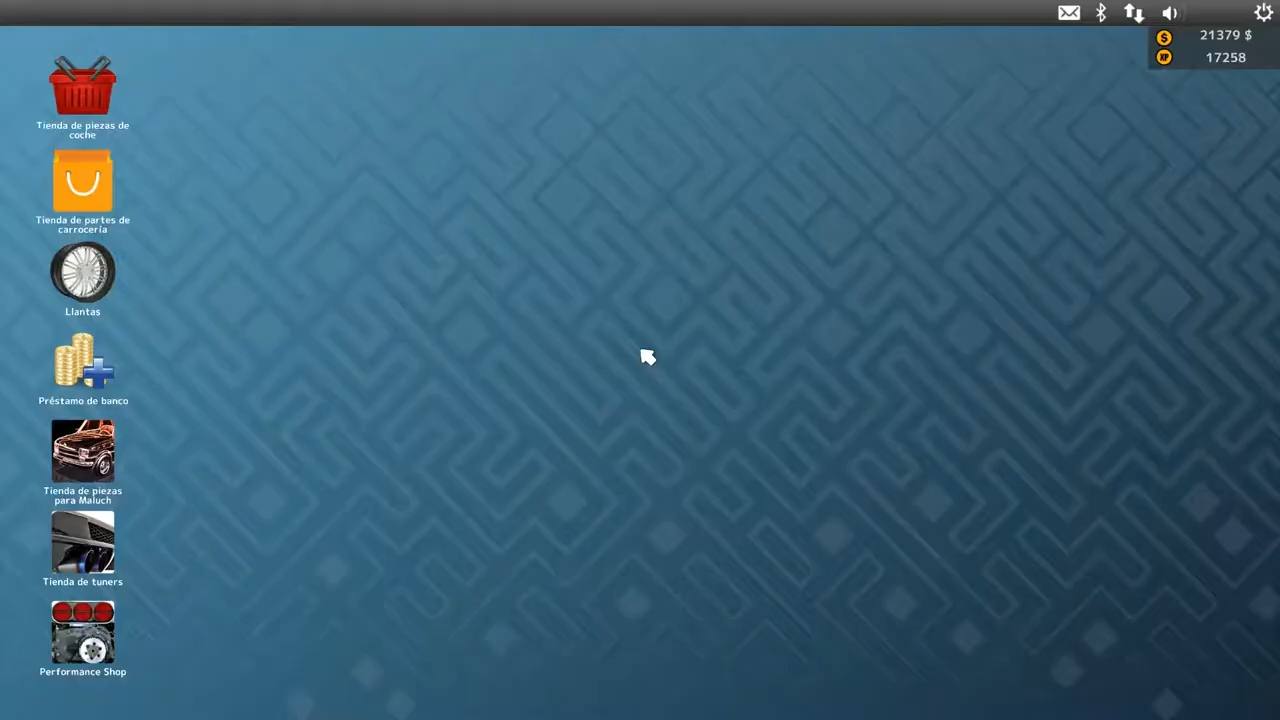 21379 $
XP 17258
Tienda de piezas de
coche
Tienda de partes de
carrocería
Llantas
Préstamo de banco
Tienda de piezas
para Maluch
Tienda de tuners
Performance Shop